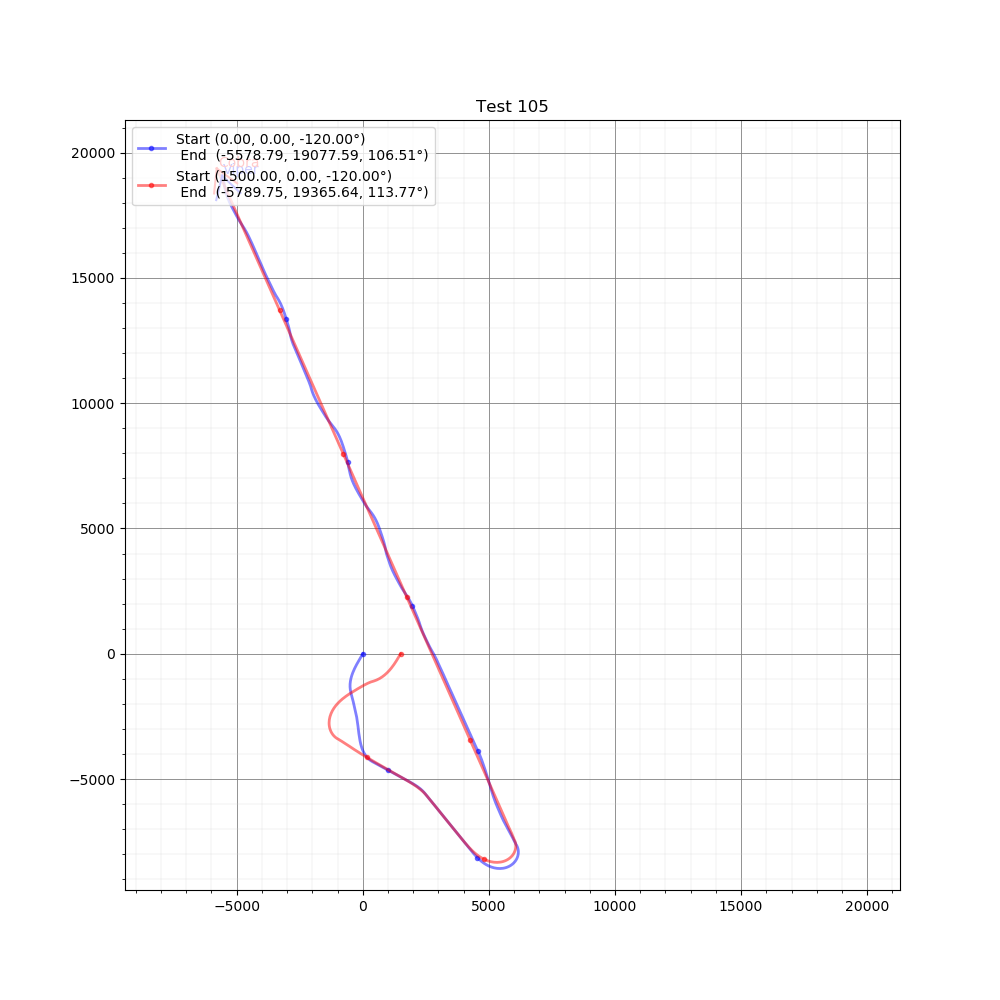 Test 105
Start (0.00, 0.00, -120.00°)
End (-5578.79, 19077.59, 106.51°)
Start (1500.00, 0.00, -120.00°)
End (-5789.75, 19365.64, 113.77°)
20000
15000
10000
5000
0
−5000
−5000 0 5000 10000 15000 20000